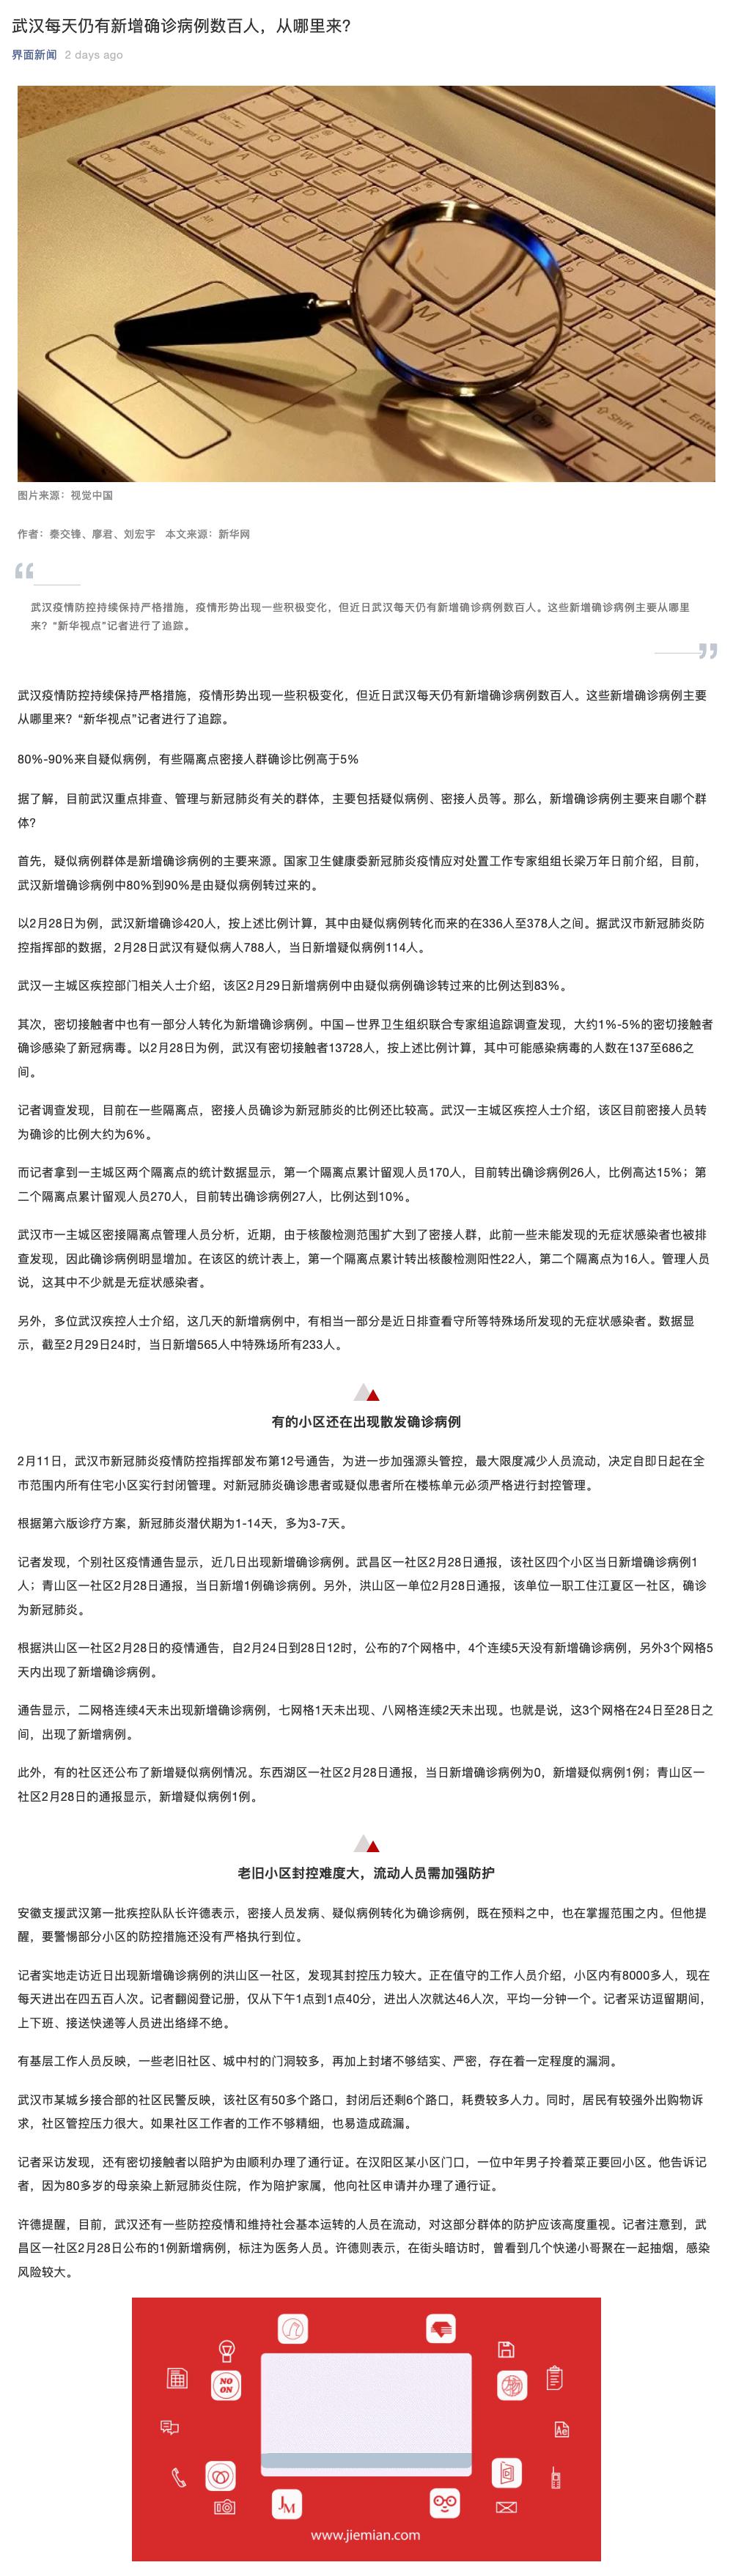 武汉每天仍有新增确诊病例数百人，从哪里来？
界面新闻 2 days ago
图片来源：视觉中国
作者：秦交锋、廖君、刘宏宇 本文来源：新华网
武汉疫情防控持续保持严格措施，疫情形势出现一些积极变化，但近日武汉每天仍有新增确诊病例数百人。这些新增确诊病例主要从哪里
来？“新华视点”记者进行了追踪。
武汉疫情防控持续保持严格措施，疫情形势出现一些积极变化，但近日武汉每天仍有新增确诊病例数百人。这些新增确诊病例主要
从哪里来？“新华视点”记者进行了追踪。
80%-90%来自疑似病例，有些隔离点密接人群确诊比例高于5%
据了解，目前武汉重点排查、管理与新冠肺炎有关的群体，主要包括疑似病例、密接人员等。那么，新增确诊病例主要来自哪个群
体？
首先，疑似病例群体是新增确诊病例的主要来源。国家卫生健康委新冠肺炎疫情应对处置工作专家组组长梁万年日前介绍，目前，
武汉新增确诊病例中80%到90%是由疑似病例转过来的。
以2月28日为例，武汉新增确诊420人，按上述比例计算，其中由疑似病例转化而来的在336人至378人之间。据武汉市新冠肺炎防
控指挥部的数据，2月28日武汉有疑似病人788人，当日新增疑似病例114人。
武汉一主城区疾控部门相关人士介绍，该区2月29日新增病例中由疑似病例确诊转过来的比例达到83%。
其次，密切接触者中也有一部分人转化为新增确诊病例。中国－世界卫生组织联合专家组追踪调查发现，大约1%-5%的密切接触者
确诊感染了新冠病毒。以2月28日为例，武汉有密切接触者13728人，按上述比例计算，其中可能感染病毒的人数在137至686之
间。
记者调查发现，目前在一些隔离点，密接人员确诊为新冠肺炎的比例还比较高。武汉一主城区疾控人士介绍，该区目前密接人员转
为确诊的比例大约为6%。
而记者拿到一主城区两个隔离点的统计数据显示，第一个隔离点累计留观人员170人，目前转出确诊病例26人，比例高达15%；第
二个隔离点累计留观人员270人，目前转出确诊病例27人，比例达到10%。
武汉市一主城区密接隔离点管理人员分析，近期，由于核酸检测范围扩大到了密接人群，此前一些未能发现的无症状感染者也被排
查发现，因此确诊病例明显增加。在该区的统计表上，第一个隔离点累计转出核酸检测阳性22人，第二个隔离点为16人。管理人员
说，这其中不少就是无症状感染者。
另外，多位武汉疾控人士介绍，这几天的新增病例中，有相当一部分是近日排查看守所等特殊场所发现的无症状感染者。数据显
示，截至2月29日24时，当日新增565人中特殊场所有233人。
有的小区还在出现散发确诊病例
2月11日，武汉市新冠肺炎疫情防控指挥部发布第12号通告，为进一步加强源头管控，最大限度减少人员流动，决定自即日起在全
市范围内所有住宅小区实行封闭管理。对新冠肺炎确诊患者或疑似患者所在楼栋单元必须严格进行封控管理。
根据第六版诊疗方案，新冠肺炎潜伏期为1-14天，多为3-7天。
记者发现，个别社区疫情通告显示，近几日出现新增确诊病例。武昌区一社区2月28日通报，该社区四个小区当日新增确诊病例1
人；青山区一社区2月28日通报，当日新增1例确诊病例。另外，洪山区一单位2月28日通报，该单位一职工住江夏区一社区，确诊
为新冠肺炎。
根据洪山区一社区2月28日的疫情通告，自2月24日到28日12时，公布的7个网格中，4个连续5天没有新增确诊病例，另外3个网格5
天内出现了新增确诊病例。
通告显示，二网格连续4天未出现新增确诊病例，七网格1天未出现、八网格连续2天未出现。也就是说，这3个网格在24日至28日之
间，出现了新增病例。
此外，有的社区还公布了新增疑似病例情况。东西湖区一社区2月28日通报，当日新增确诊病例为0，新增疑似病例1例；青山区一
社区2月28日的通报显示，新增疑似病例1例。
老旧小区封控难度大，流动人员需加强防护
安徽支援武汉第一批疾控队队长许德表示，密接人员发病、疑似病例转化为确诊病例，既在预料之中，也在掌握范围之内。但他提
醒，要警惕部分小区的防控措施还没有严格执行到位。
记者实地走访近日出现新增确诊病例的洪山区一社区，发现其封控压力较大。正在值守的工作人员介绍，小区内有8000多人，现在
每天进出在四五百人次。记者翻阅登记册，仅从下午1点到1点40分，进出人次就达46人次，平均一分钟一个。记者采访逗留期间，
上下班、接送快递等人员进出络绎不绝。
有基层工作人员反映，一些老旧社区、城中村的门洞较多，再加上封堵不够结实、严密，存在着一定程度的漏洞。
武汉市某城乡接合部的社区民警反映，该社区有50多个路口，封闭后还剩6个路口，耗费较多人力。同时，居民有较强外出购物诉
求，社区管控压力很大。如果社区工作者的工作不够精细，也易造成疏漏。
记者采访发现，还有密切接触者以陪护为由顺利办理了通行证。在汉阳区某小区门口，一位中年男子拎着菜正要回小区。他告诉记
者，因为80多岁的母亲染上新冠肺炎住院，作为陪护家属，他向社区申请并办理了通行证。
许德提醒，目前，武汉还有一些防控疫情和维持社会基本运转的人员在流动，对这部分群体的防护应该高度重视。记者注意到，武
昌区一社区2月28日公布的1例新增病例，标注为医务人员。许德则表示，在街头暗访时，曾看到几个快递小哥聚在一起抽烟，感染
风险较大。
NO
ON
Ae
JM
www.jiemian.com